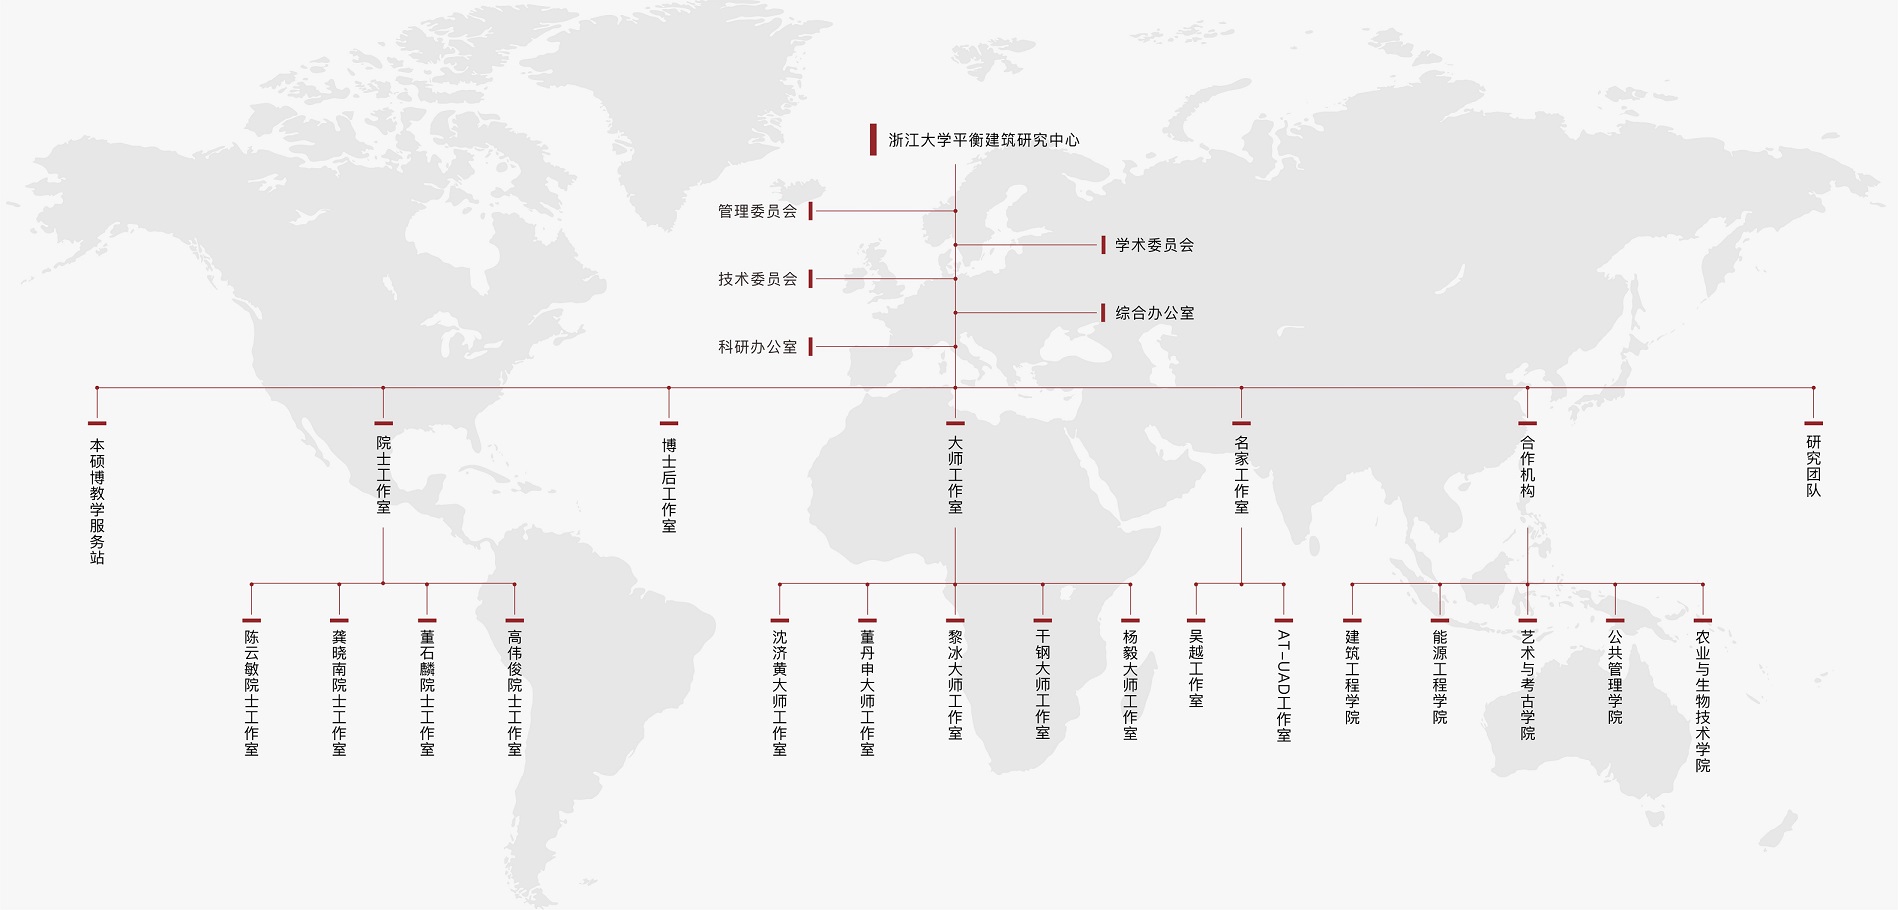 浙江大学平衡建筑研究中心
管理委员会
学术委员会
技术委员会
综合办公室
科研办公室
本硕博教学服务站
院士工作室
博士后工作室
大师工作室
名家工作室
合作机构
研究团队
陈云敏院士工作室
龚晓南院士工作室
董石麟院士工作室
高伟俊院士工作室
沈济黄大师工作室
董丹申大师工作室
黎冰大师工作室
干钢大师工作室
杨毅大师工作室
吴越工作室
AT-UAD工作室
建筑工程学院
能源工程学院
艺术与考古学院
公共管理学院
农业与生物技术学院